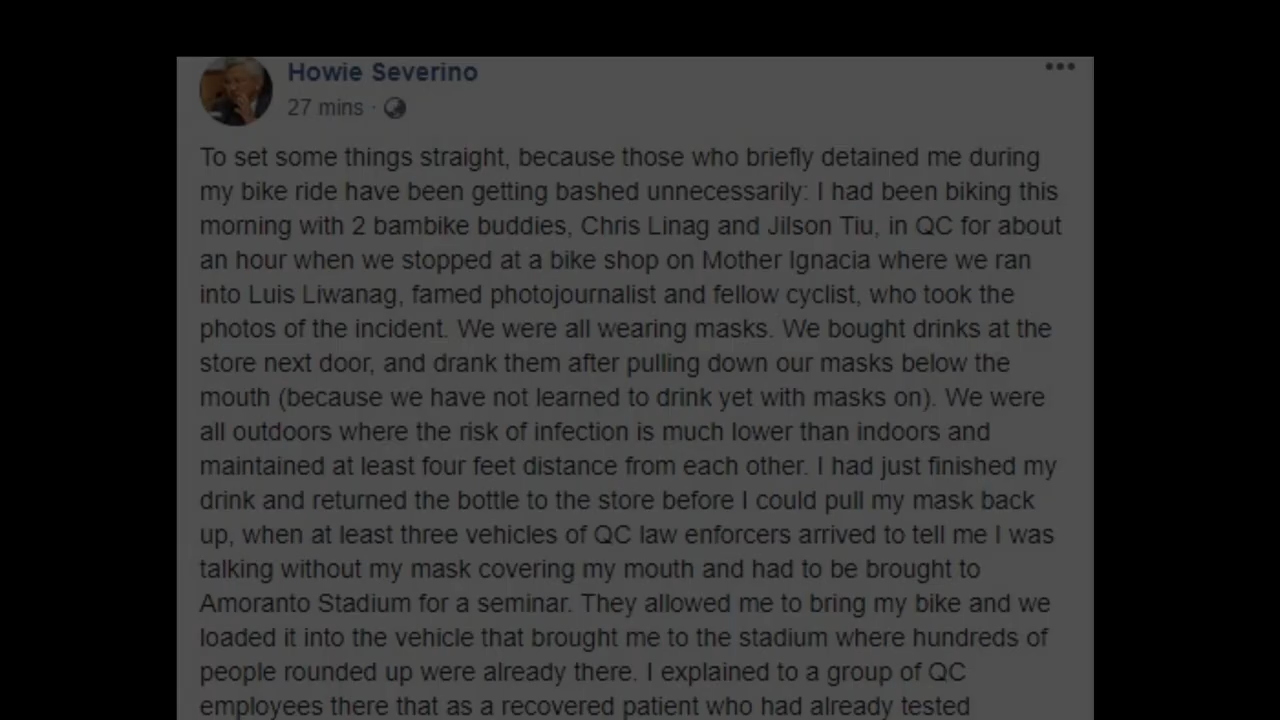 Howie Severino
27 mins ·
To set some things straight, because those who briefly detained me during
my bike ride have been getting bashed unnecessarily: I had been biking this
morning with 2 bambike buddies, Chris Linag and Jilson Tiu, in QC for about
an hour when we stopped at a bike shop on Mother Ignacia where we ran
into Luis Liwanag, famed photojournalist and fellow cyclist, who took the
photos of the incident. We were all wearing masks. We bought drinks at the
store next door, and drank them after pulling down our masks below the
mouth (because we have not learned to drink yet with masks on). We were
all outdoors where the risk of infection is much lower than indoors and
maintained at least four feet distance from each other. I had just finished my
drink and returned the bottle to the store before I could pull my mask back
up, when at least three vehicles of QC law enforcers arrived to tell me I was
talking without my mask covering my mouth and had to be brought to
Amoranto Stadium for a seminar. They allowed me to bring my bike and we
loaded it into the vehicle that brought me to the stadium where hundreds of
people rounded up were already there. I explained to a group of QC
employees there that as a recovered patient who had already tested